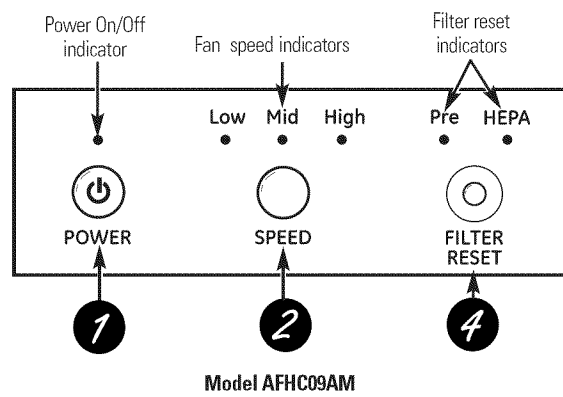 Power On/Off
indicator
Fan speed indicators
Filter reset
indicators
Low Mid High
Pre HEPA
POWER
SPEED
FILTER
RESET
1 2 4
Model AFHC09AM